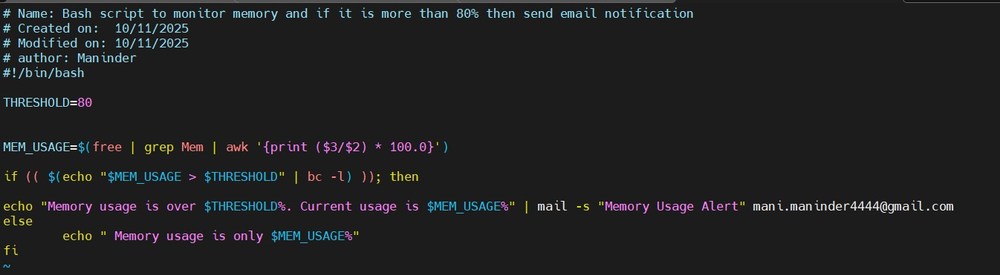 # Name: Bash script to monitor memory and if it is more than 80% then send email notification
# Created on:  10/11/2025
# Modified on: 10/11/2025
# author: Maninder
#!/bin/bash
THRESHOLD=80
MEM_USAGE=$(free | grep Mem | awk '{print ($3/$2) * 100.0}')
if (( $(echo "$MEM_USAGE > $THRESHOLD" | bc -l) )); then
echo "Memory usage is over $THRESHOLD%. Current usage is $MEM_USAGE%" | mail -s "Memory Usage Alert" mani.maninder4444@gmail.com
else
        echo " Memory usage is only $MEM_USAGE%"
fi
~